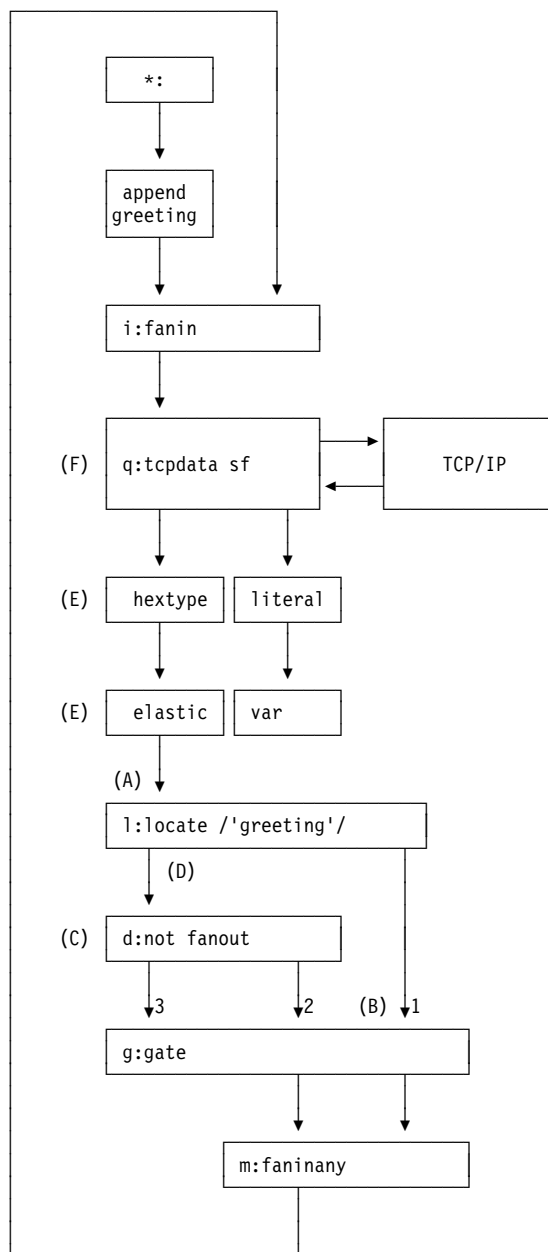 *:
append
greeting
i:fanin
(F)
q:tcpdata sf
TCP/IP
(E)
hextype
literal
(E)
elastic
var
(A)
l:locate /'greeting'/
(D)
(C)
d:not fanout
3
2
(B)
1
g:gate
m:faninany